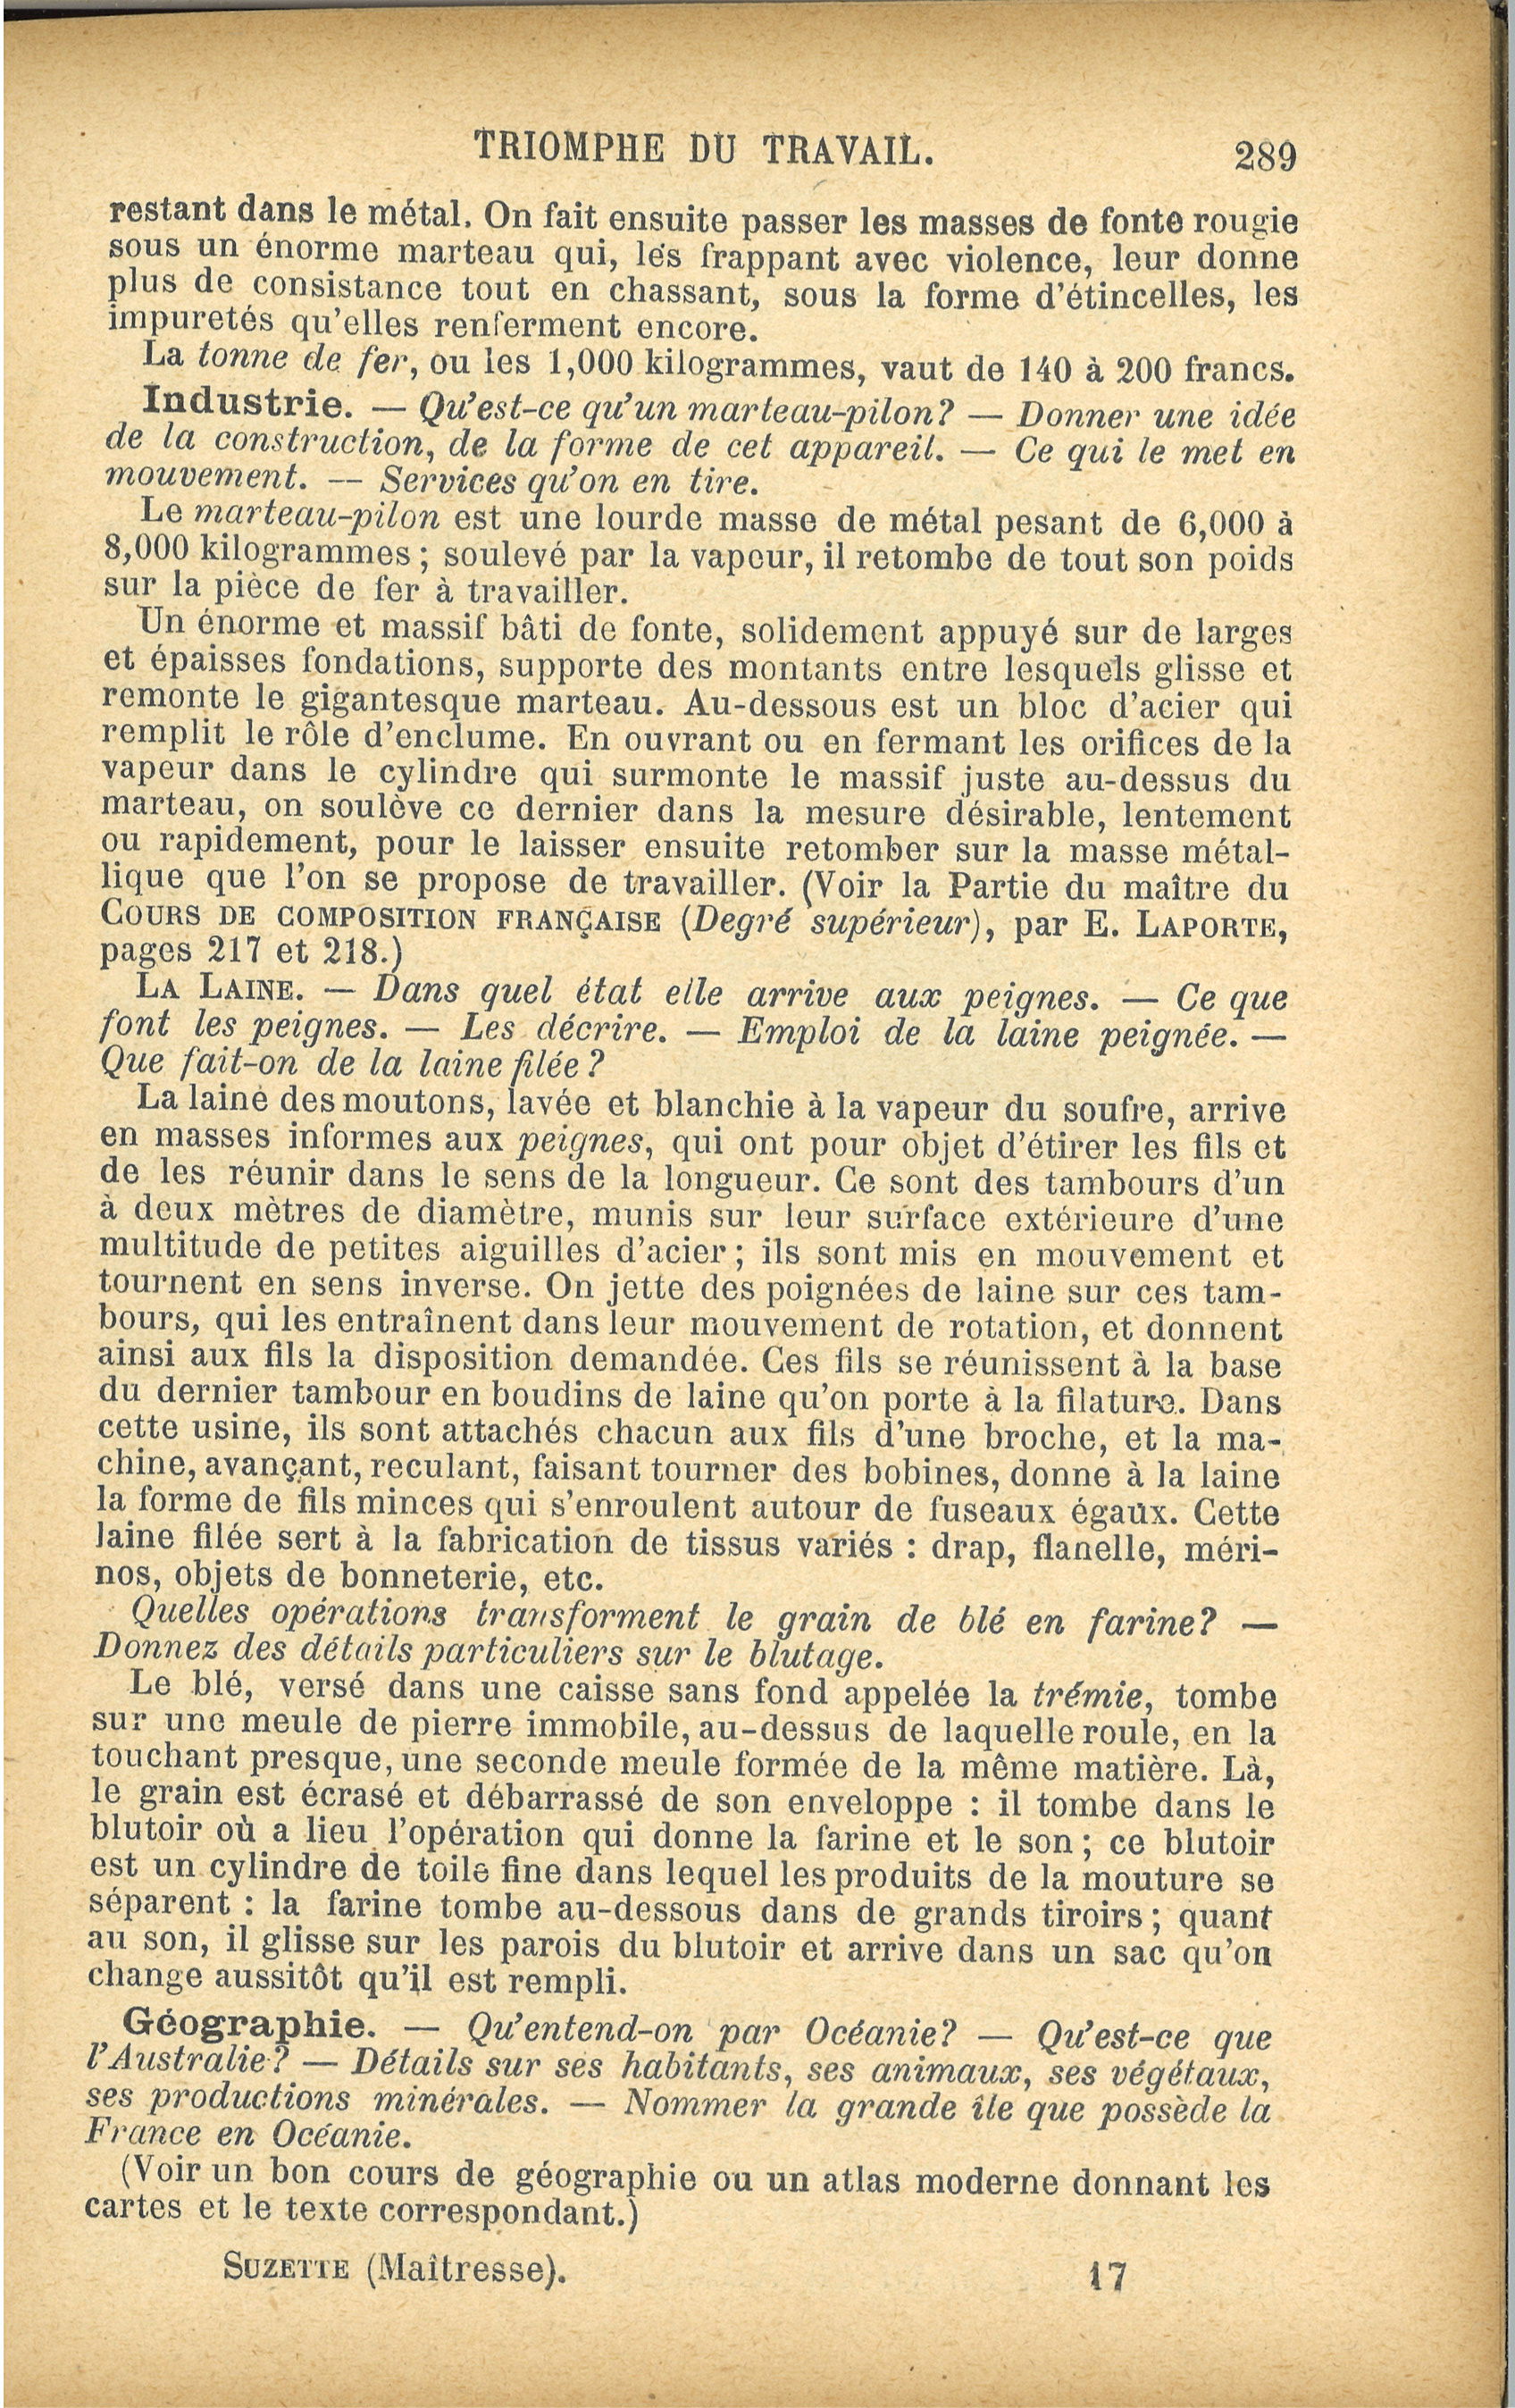 TRIOMPHE DU TRAVAIL. 289
restant dans le métal. On fait ensuite passer les masses de fonte rougie
sous un énorme marteau qui, les frappant avec violence, leur donne
plus de consistance tout en chassant, sous la forme d'étincelles, les
impuretés qu'elles renferment encore.
La tonne de fer, ou les 1,000 kilogrammes, vaut de 140 à 200 francs.
Industrie. — Qu'est-ce qu'un marteau-pilon? — Donner une idée
de la construction, de la forme de cet appareil. — Ce qui le met en
mouvement. — Services qu'on en tire.
Le marteau-pilon est une lourde masse de métal pesant de 6,000 à
8,000 kilogrammes; soulevé par la vapeur, il retombe de tout son poids
sur la pièce de fer à travailler.
Un énorme et massif bâti de fonte, solidement appuyé sur de larges
et épaisses fondations, supporte des montants entre lesquels glisse et
remonte le gigantesque marteau. Au-dessous est un bloc d'acier qui
remplit le rôle d'enclume. En ouvrant ou en fermant les orifices de la
vapeur dans le cylindre qui surmonte le massif juste au-dessus du
marteau, on soulève ce dernier dans la mesure désirable, lentement
ou rapidement, pour le laisser ensuite retomber sur la masse métal-
lique que l'on se propose de travailler. (Voir la Partie du maître du
COURS DE COMPOSITION FRANÇAISE (Degré supérieur), par E. LAPORTE,
pages 217 et 218.)
LA LAINE. — Dans quel état elle arrive aux peignes. — Ce que
font les peignes. — Les décrire. — Emploi de la laine peignée. —
Que fait-on de la laine filée?
La laine des moutons, lavée et blanchie à la vapeur du soufre, arrive
en masses informes aux peignes, qui ont pour objet d'étirer les fils et
de les réunir dans le sens de la longueur. Ce sont des tambours d'un
à deux mètres de diamètre, munis sur leur surface extérieure d'une
multitude de petites aiguilles d'acier; ils sont mis en mouvement et
tournent en sens inverse. On jette des poignées de laine sur ces tam-
bours, qui les entraînent dans leur mouvement de rotation, et donnent
ainsi aux fils la disposition demandée. Ces fils se réunissent à la base
du dernier tambour en boudins de laine qu'on porte à la filature. Dans
cette usine, ils sont attachés chacun aux fils d'une broche, et la ma-
chine, avançant, reculant, faisant tourner des bobines, donne à la laine
la forme de fils minces qui s'enroulent autour de fuseaux égaux. Cette
laine filée sert à la fabrication de tissus variés : drap, flanelle, méri-
nos, objets de bonneterie, etc.
Quelles opérations transforment le grain de blé en farine? —
Donnez des détails particuliers sur le blutage.
Le blé, versé dans une caisse sans fond appelée la trémie, tombe
sur une meule de pierre immobile, au-dessus de laquelle roule, en la
touchant presque, une seconde meule formée de la même matière. Là,
le grain est écrasé et débarrassé de son enveloppe : il tombe dans le
blutoir où a lieu l'opération qui donne la farine et le son; ce blutoir
est un cylindre de toile fine dans lequel les produits de la mouture se
séparent : la farine tombe au-dessous dans de grands tiroirs; quant
au son, il glisse sur les parois du blutoir et arrive dans un sac qu'on
change aussitôt qu'il est rempli.
Géographie. — Qu'entend-on par Océanie? — Qu'est-ce que
l'Australie? — Détails sur ses habitants, ses animaux, ses végétaux,
ses productions minérales. — Nommer la grande île que possède la
France en Océanie.
(Voir un bon cours de géographie ou un atlas moderne donnant les
cartes et le texte correspondant.)
SUZETTE (Maîtresse). 17